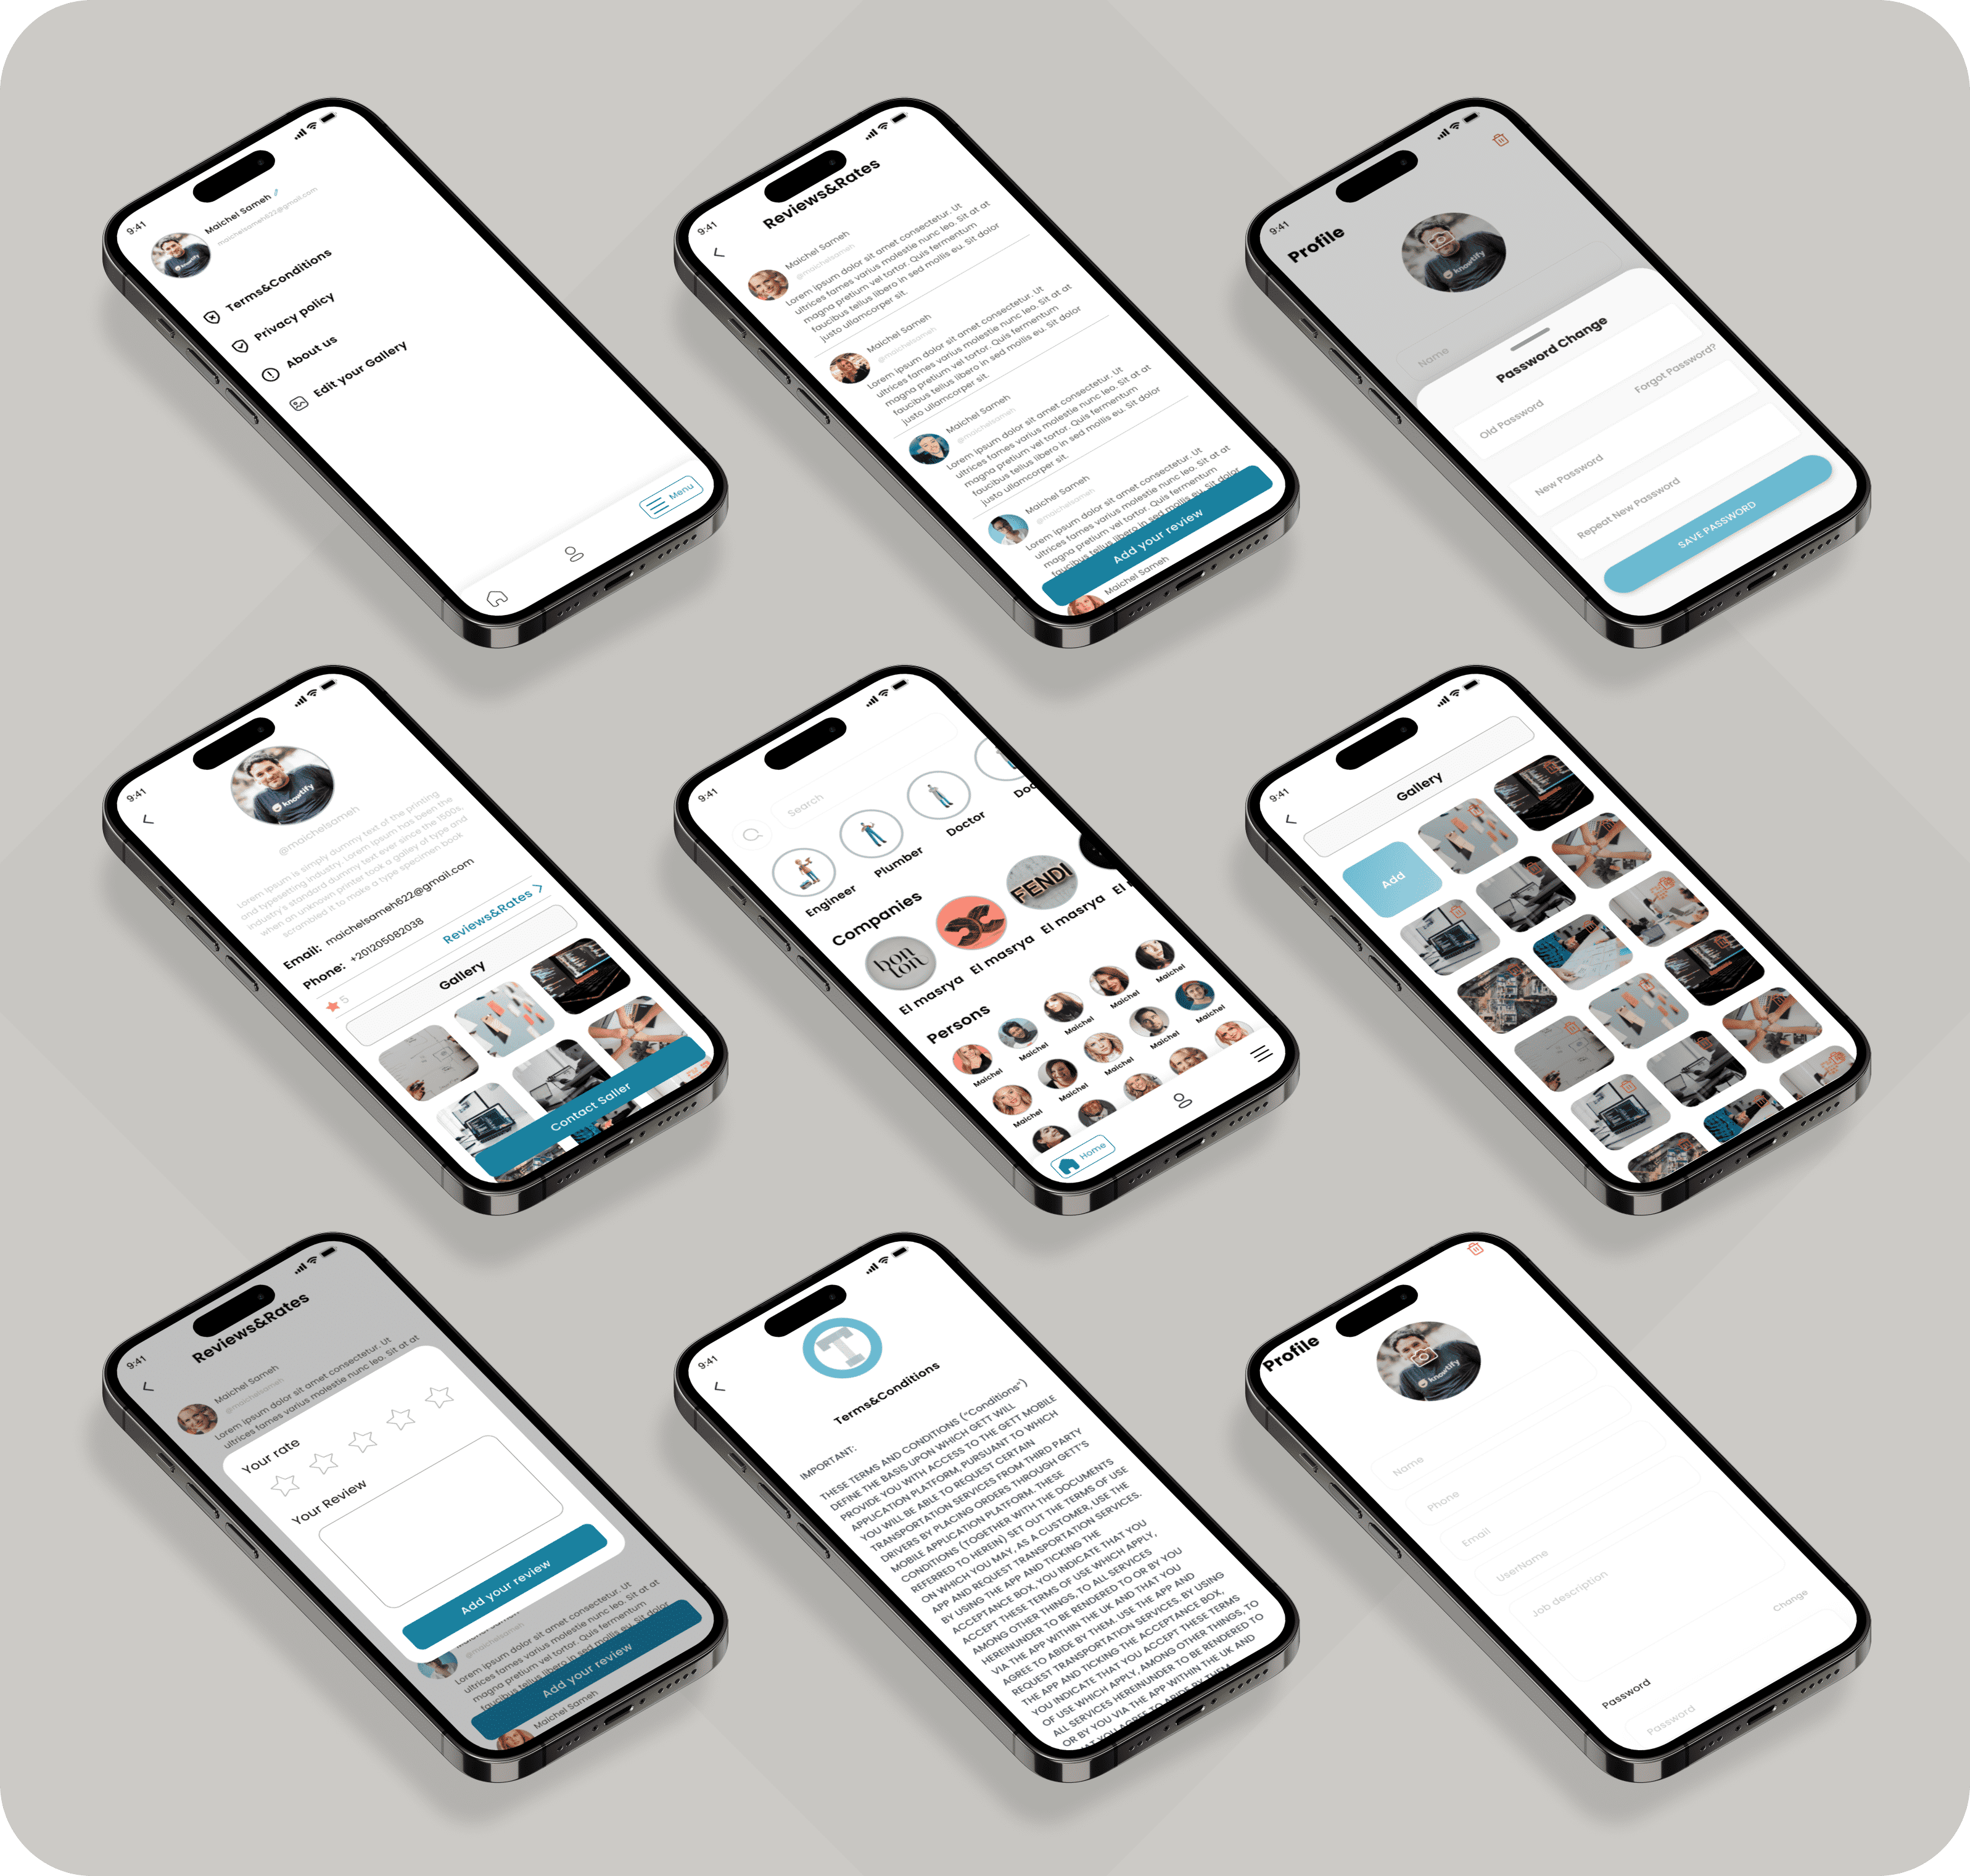 9:41
Maichel Sameh
maichelsameh622@gmail.com
knowtify
Terms&Conditions
Privacy policy
About us
Edit your Gallery
Menu
9:41
Reviews&Rates
Maichel Sameh
@maichelsameh
Lorem ipsum dolor sit amet consectetur. Ut
ultrices fames varius molestie nunc leo. Sit at at
magna pretium vel tortor. Quis fermentum
faucibus tellus libero in sed mollis eu. Sit dolor
justo ullamcorper sit.
Maichel Sameh
@maichelsameh
Lorem ipsum dolor sit amet consectetur. Ut
ultrices fames varius molestie nunc leo. Sit at at
magna pretium vel tortor. Quis fermentum
faucibus tellus libero in sed mollis eu. Sit dolor
justo ullamcorper sit.
Maichel Sameh
@maichelsameh
Lorem ipsum dolor sit amet consectetur. Ut
ultrices fames varius molestie nunc leo. Sit at at
magna pretium vel tortor. Quis fermentum
faucibus tellus libero in sed mollis eu. Sit dolor
justo ullamcorper sit.
Maichel Sameh
@maichelsameh
Lorem ipsum dolor sit amet consectetur. Ut
ultrices fames varius molestie nunc leo. Sit at at
magna pretium vel tortor. Quis fermentum
faucibus tellus libero in sed mollis eu. Sit dolor
Add your review
Maichel Sameh
9:41
Profile
knowtify
Name
Password Change
Old Password
Forgot Password?
New Password
Repeat New Password
SAVE PASSWORD
9:41
knowtify
@maichelsameh
Lorem Ipsum is simply dummy text of the printing
and typesetting industry. Lorem Ipsum has been the
industry's standard dummy text ever since the 1500s,
when an unknown printer took a galley of type and
scrambled it to make a type specimen book
Email: maichelsameh622@gmail.com
Phone: +201205082038
5
Reviews&Rates
Gallery
Contact Saller
9:41
Search
Engineer
Plumber
Doctor
Doc
Companies
bon
ton
FENDI
El masrya
El masrya
El masrya
El
Persons
Maichel
Maichel
Maichel
Maichel
Maichel
Maichel
Maichel
Maichel
Maichel
Maichel
Home
9:41
Gallery
Add
9:41
Reviews&Rates
Maichel Sameh
@maichelsameh
Lorem ipsum dolor sit amet consectetur. Ut
ultrices fames varius molestie nunc leo. Sit at at
Your rate
Your Review
Add your review
@maichelsameh
Lorem ipsum dolor sit amet consectetur. Ut
ultrices fames varius molestie nunc leo. Sit at at
magna pretium vel tortor. Quis fermentum
faucibus tellus libero in sed mollis eu. Sit dolor
Add your review
Maichel Sameh
9:41
T
Terms&Conditions
IMPORTANT:
THESE TERMS AND CONDITIONS ("Conditions")
DEFINE THE BASIS UPON WHICH GETT WILL
PROVIDE YOU WITH ACCESS TO THE GETT MOBILE
APPLICATION PLATFORM, PURSUANT TO WHICH
YOU WILL BE ABLE TO REQUEST CERTAIN
TRANSPORTATION SERVICES FROM THIRD PARTY
DRIVERS BY PLACING ORDERS THROUGH GETT'S
MOBILE APPLICATION PLATFORM. THESE
CONDITIONS (TOGETHER WITH THE DOCUMENTS
REFERRED TO HEREIN) SET OUT THE TERMS OF USE
ON WHICH YOU MAY, AS A CUSTOMER, USE THE
APP AND REQUEST TRANSPORTATION SERVICES.
BY USING THE APP AND TICKING THE
ACCEPTANCE BOX, YOU INDICATE THAT YOU
ACCEPT THESE TERMS OF USE WHICH APPLY,
AMONG OTHER THINGS, TO ALL SERVICES
HEREINUNDER TO BE RENDERED TO OR BY YOU
VIA THE APP WITHIN THE UK AND THAT YOU
AGREE TO ABIDE BY THEM. USE THE APP AND
REQUEST TRANSPORTATION SERVICES. BY USING
THE APP AND TICKING THE ACCEPTANCE BOX,
YOU INDICATE THAT YOU ACCEPT THESE TERMS
OF USE WHICH APPLY, AMONG OTHER THINGS, TO
ALL SERVICES HEREINUNDER TO BE RENDERED TO
OR BY YOU VIA THE APP WITHIN THE UK AND
THAT YOU AGREE TO ABIDE BY THEM
Profile
knowtify
Name
Phone
Email
UserName
Job description
Change
Password
Password